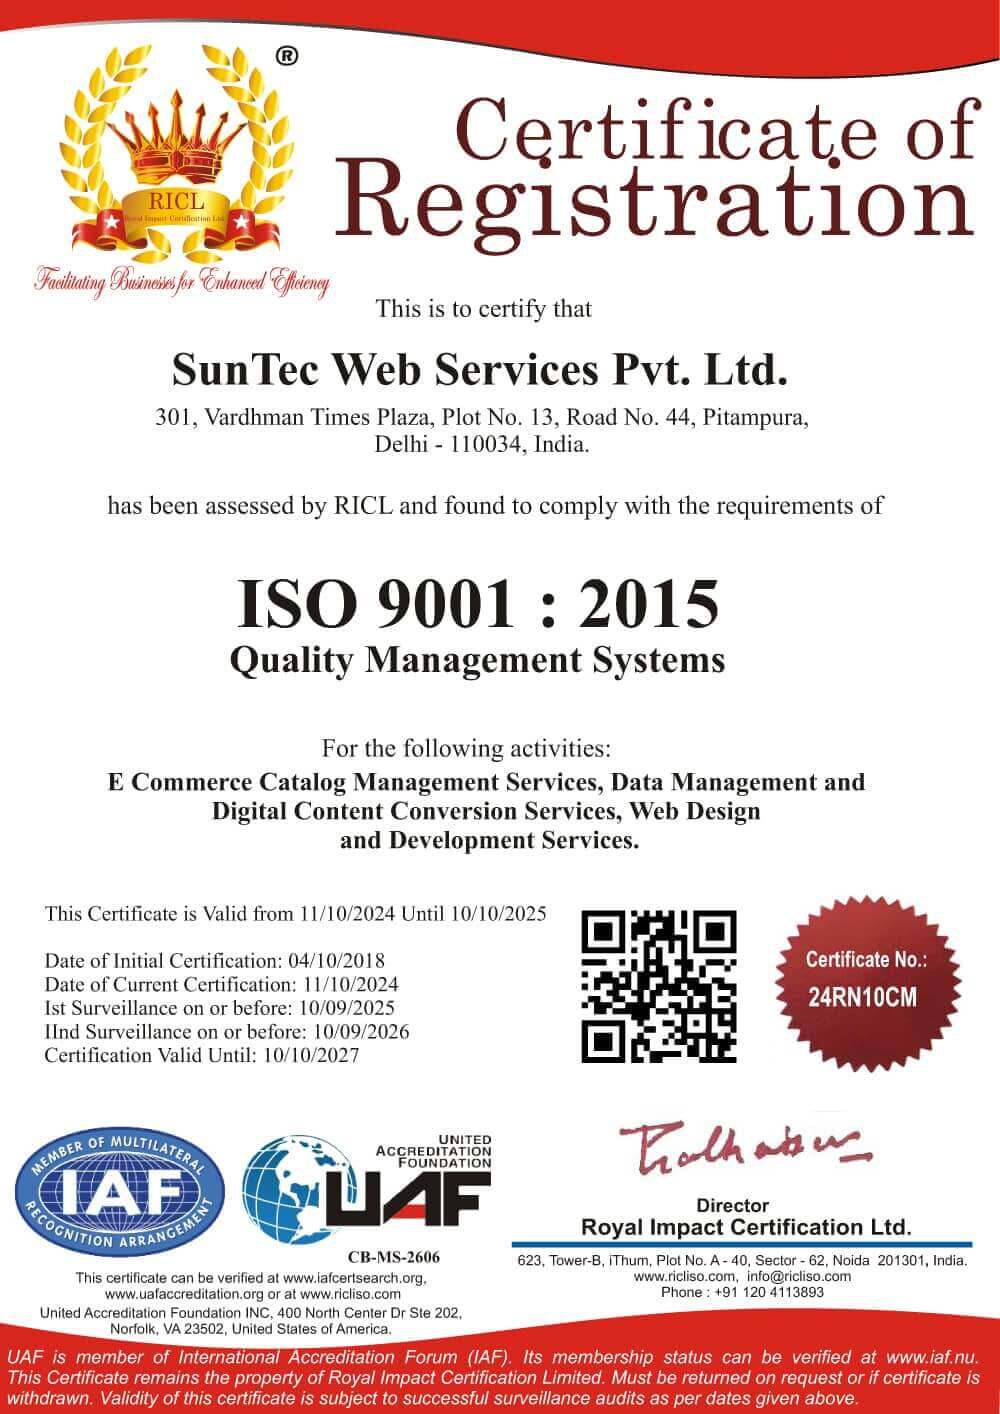 ®
RICL
Royal Impact Certification Ltd.
Facilitating Businesses for Enhanced Efficiency
Certificate of
Registration
This is to certify that
SunTec Web Services Pvt. Ltd.
301, Vardhman Times Plaza, Plot No. 13, Road No. 44, Pitampura,
Delhi - 110034, India.
has been assessed by RICL and found to comply with the requirements of
ISO 9001 : 2015
Quality Management Systems
For the following activities:
E Commerce Catalog Management Services, Data Management and
Digital Content Conversion Services, Web Design
and Development Services.
This Certificate is Valid from 11/10/2024 Until 10/10/2025
Date of Initial Certification: 04/10/2018
Date of Current Certification: 11/10/2024
Ist Surveillance on or before: 10/09/2025
IInd Surveillance on or before: 10/09/2026
Certification Valid Until: 10/10/2027
Certificate No.:
24RN10CM
MEMBER OF MULTILATERAL
IAF
RECOGNITION ARRANGEMENT
UNITED
ACCREDITATION
FOUNDATION
UAF
CB-MS-2606
This certificate can be verified at www.iafcertsearch.org,
www.uafaccreditation.org or at www.ricliso.com
United Accreditation Foundation INC, 400 North Center Dr Ste 202,
Norfolk, VA 23502, United States of America.
Director
Royal Impact Certification Ltd.
623, Tower-B, iThum, Plot No. A - 40, Sector - 62, Noida 201301, India.
www.ricliso.com, info@ricliso.com
Phone : +91 120 4113893
UAF is member of International Accreditation Forum (IAF). Its membership status can be verified at www.iaf.nu.
This Certificate remains the property of Royal Impact Certification Limited. Must be returned on request or if certificate is
withdrawn. Validity of this certificate is subject to successful surveillance audits as per dates given above.